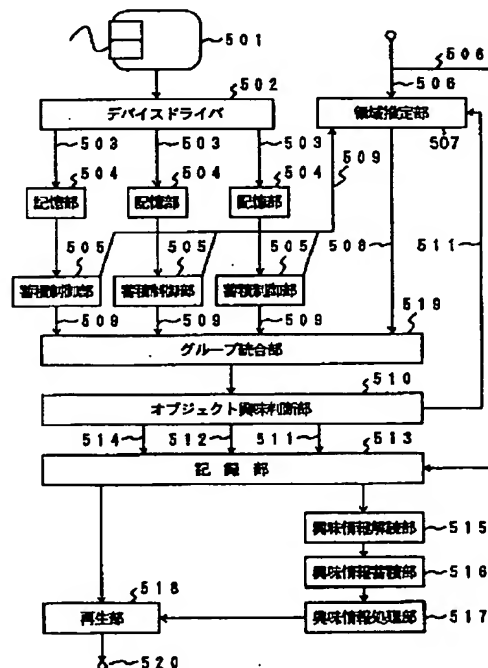 501
506
502
506
デバイスドライバ
領域推定部
503
503
503
509
507
504
504
504
記憶部
記憶部
記憶部
505
505
505
508
511
蓄積制御部
蓄積制御部
蓄積制御部
509
509
509
519
グループ統合部
510
オブジェクト興味判断部
514
512
511
513
記録部
興味情報解読部
515
興味情報蓄積部
516
518
再生部
興味情報処理部
517
520